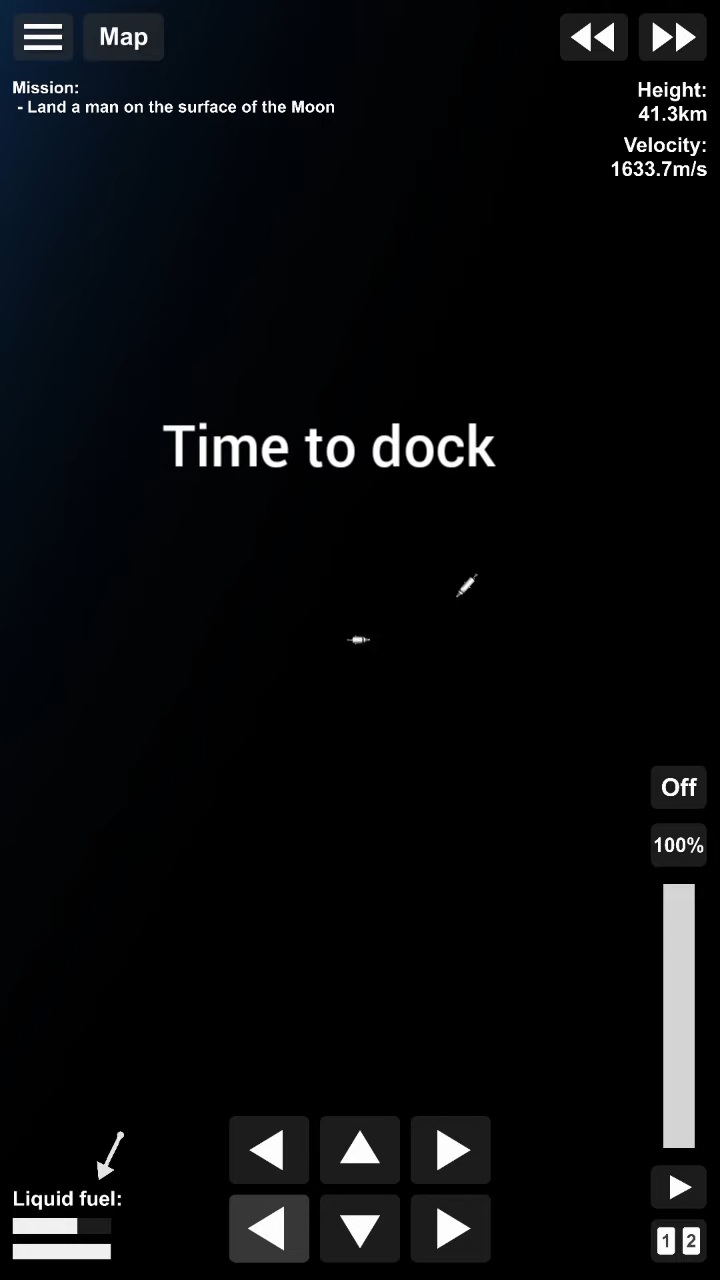 Map
Mission:
- Land a man on the surface of the Moon
Height:
41.3km
Velocity:
1633.7m/s
Time to dock
Off
100%
Liquid fuel:
1 2